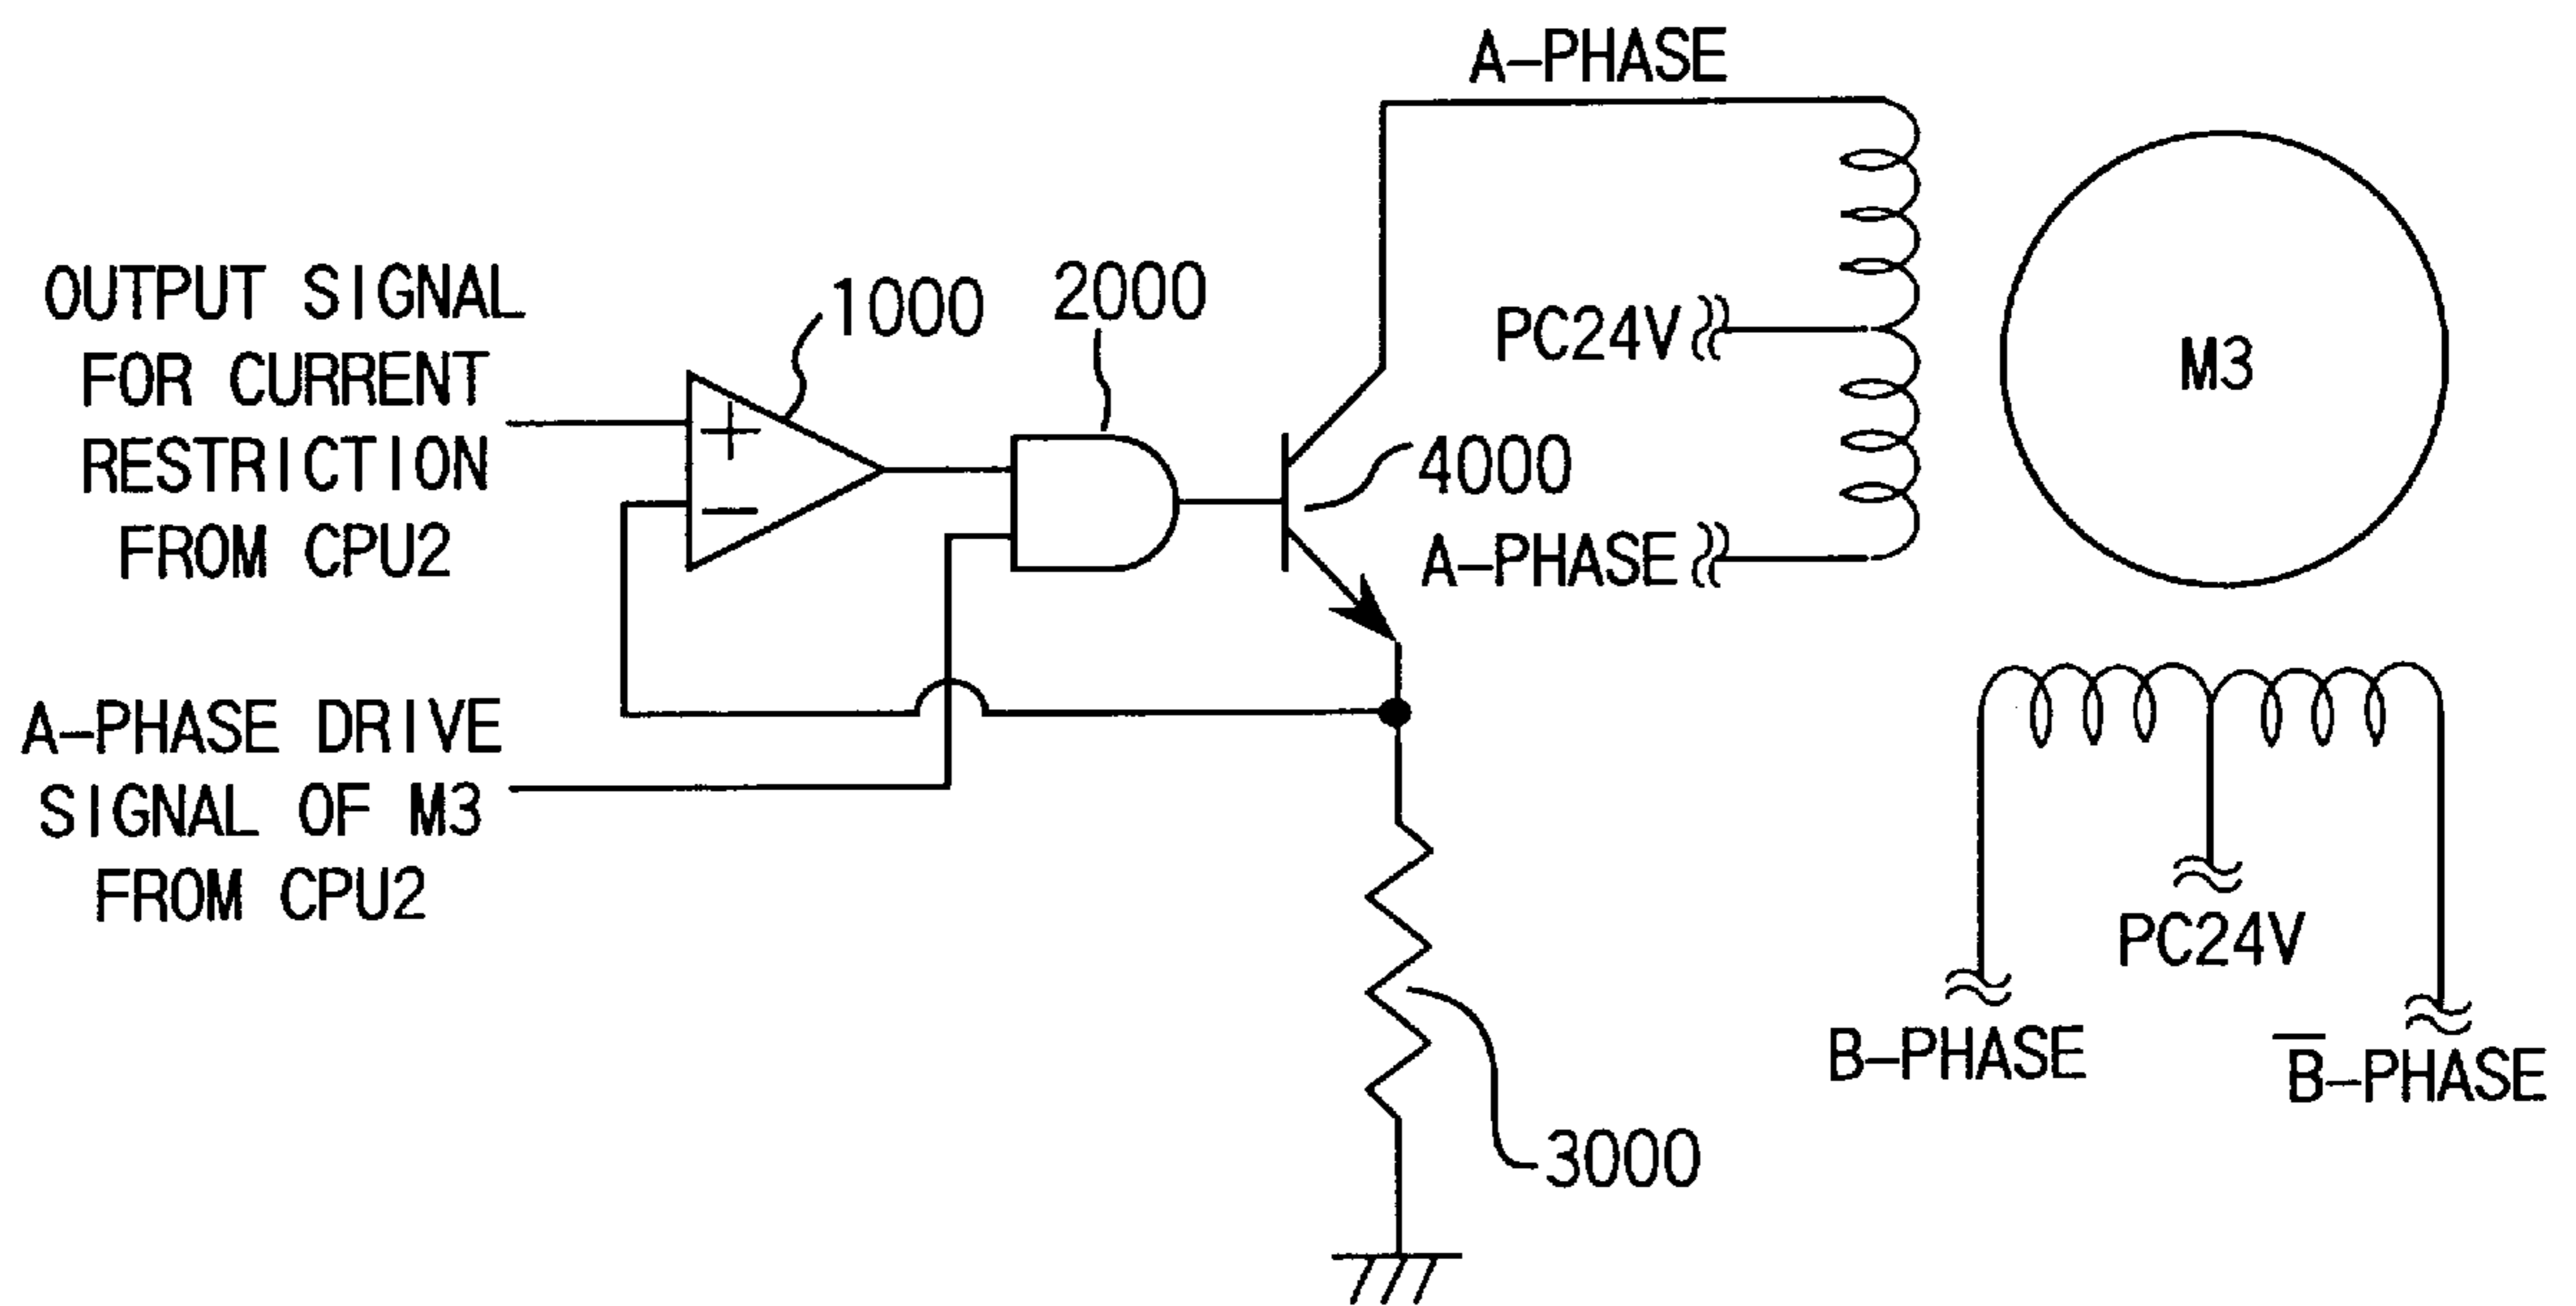 A-PHASE
OUTPUT SIGNAL
FOR CURRENT
RESTRICTION
FROM CPU2
1000
2000
+
−
4000
PC24V
A-PHASE
M3
A-PHASE DRIVE
SIGNAL OF M3
FROM CPU2
PC24V
B-PHASE
B̅-PHASE
3000